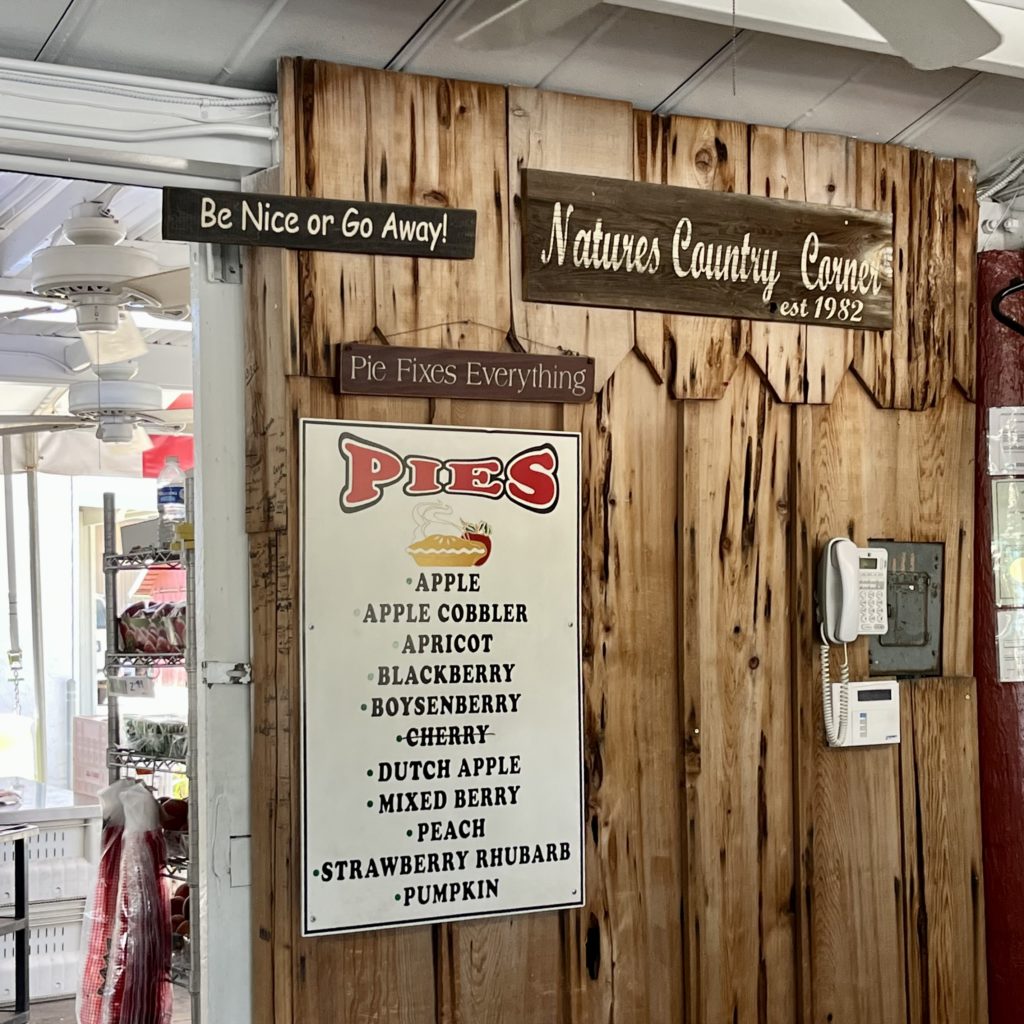 Be Nice or Go Away!
Natures Country Corner
est 1982
Pie Fixes Everything
PIES
•APPLE
•APPLE COBBLER
•APRICOT
•BLACKBERRY
•BOYSENBERRY
•CHERRY
•DUTCH APPLE
•MIXED BERRY
•PEACH
•STRAWBERRY RHUBARB
•PUMPKIN